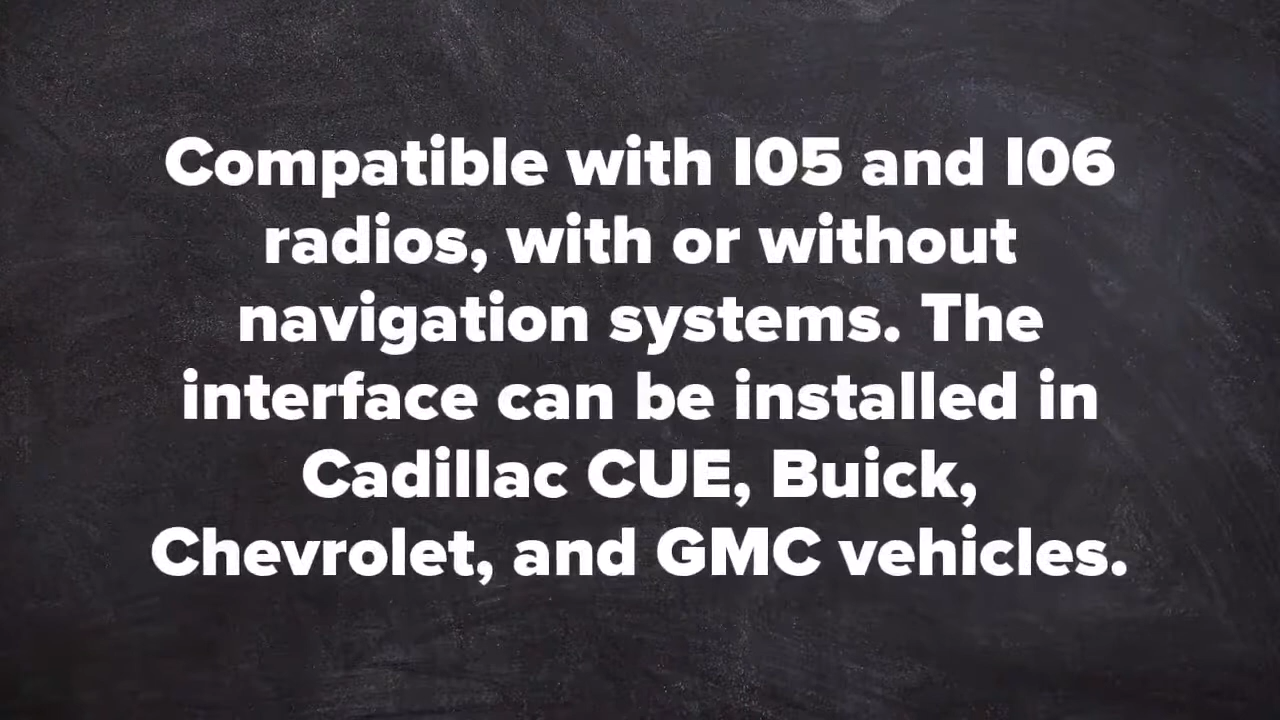 Compatible with I05 and I06
radios, with or without
navigation systems. The
interface can be installed in
Cadillac CUE, Buick,
Chevrolet, and GMC vehicles.